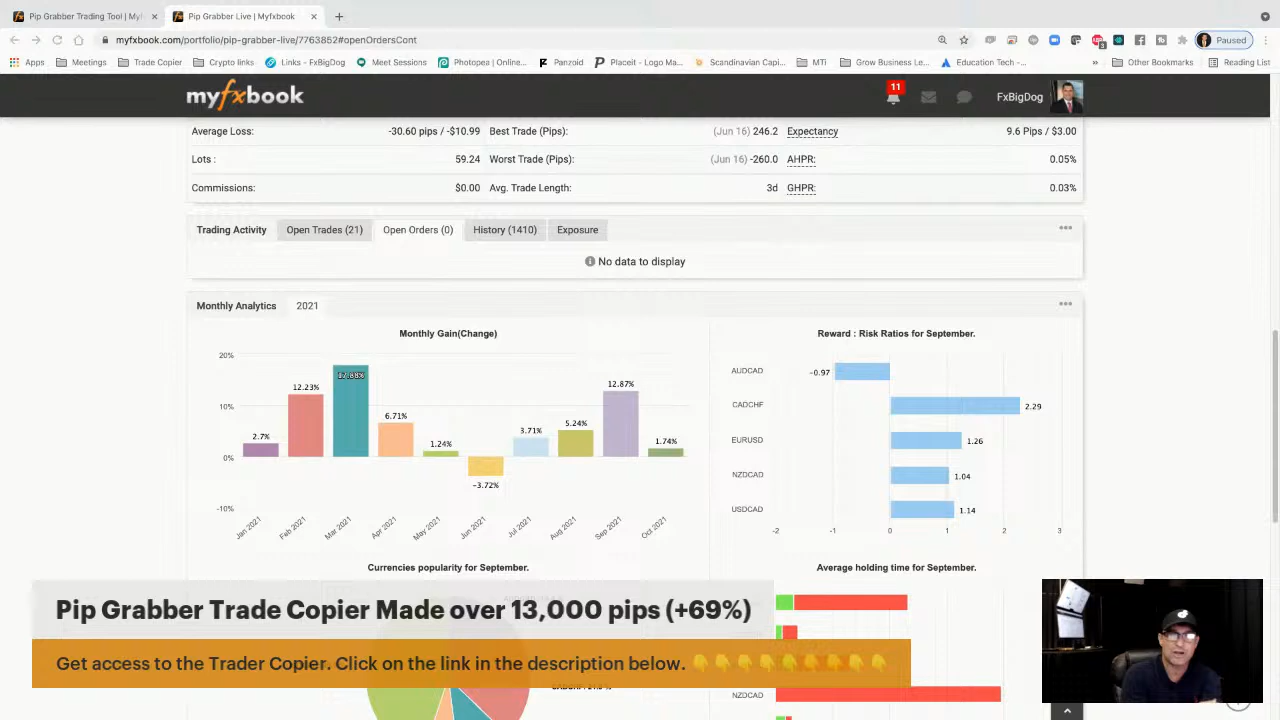 Pip Grabber Trading Tool | Myf
Pip Grabber Live | Myfxbook
myfxbook.com/portfolio/pip-grabber-live/7763852#openOrdersCont
3
Paused
Apps Meetings Trade Copier Crypto links Links - FxBigDog Meet Sessions Photopea | Online... Panzoid Placeit - Logo Ma... Scandinavian Capi... MTi Grow Business Le... Education Tech -... Other Bookmarks Reading List
myfxbook
11
FxBigDog
Average Loss: -30.60 pips / -$10.99 Best Trade (Pips): (Jun 16) 246.2 Expectancy 9.6 Pips / $3.00
Lots : 59.24 Worst Trade (Pips): (Jun 16) -260.0 AHPR: 0.05%
Commissions: $0.00 Avg. Trade Length: 3d GHPR: 0.03%
Trading Activity Open Trades (21) Open Orders (0) History (1410) Exposure
No data to display
Monthly Analytics 2021
Monthly Gain(Change)
20%
10%
0%
-10%
2.7%
12.23%
17.88%
6.71%
1.24%
-3.72%
3.71%
5.24%
12.87%
1.74%
Jan 2021
Feb 2021
Mar 2021
Apr 2021
May 2021
Jun 2021
Jul 2021
Aug 2021
Sep 2021
Oct 2021
Reward : Risk Ratios for September.
AUDCAD -0.97
CADCHF 2.29
EURUSD 1.26
NZDCAD 1.04
USDCAD 1.14
-2 -1 0 1 2 3
Currencies popularity for September.
Average holding time for September.
Pip Grabber Trade Copier Made over 13,000 pips (+69%)
Get access to the Trader Copier. Click on the link in the description below. 👇👇👇👇👇👇👇👇👇
NZDCAD